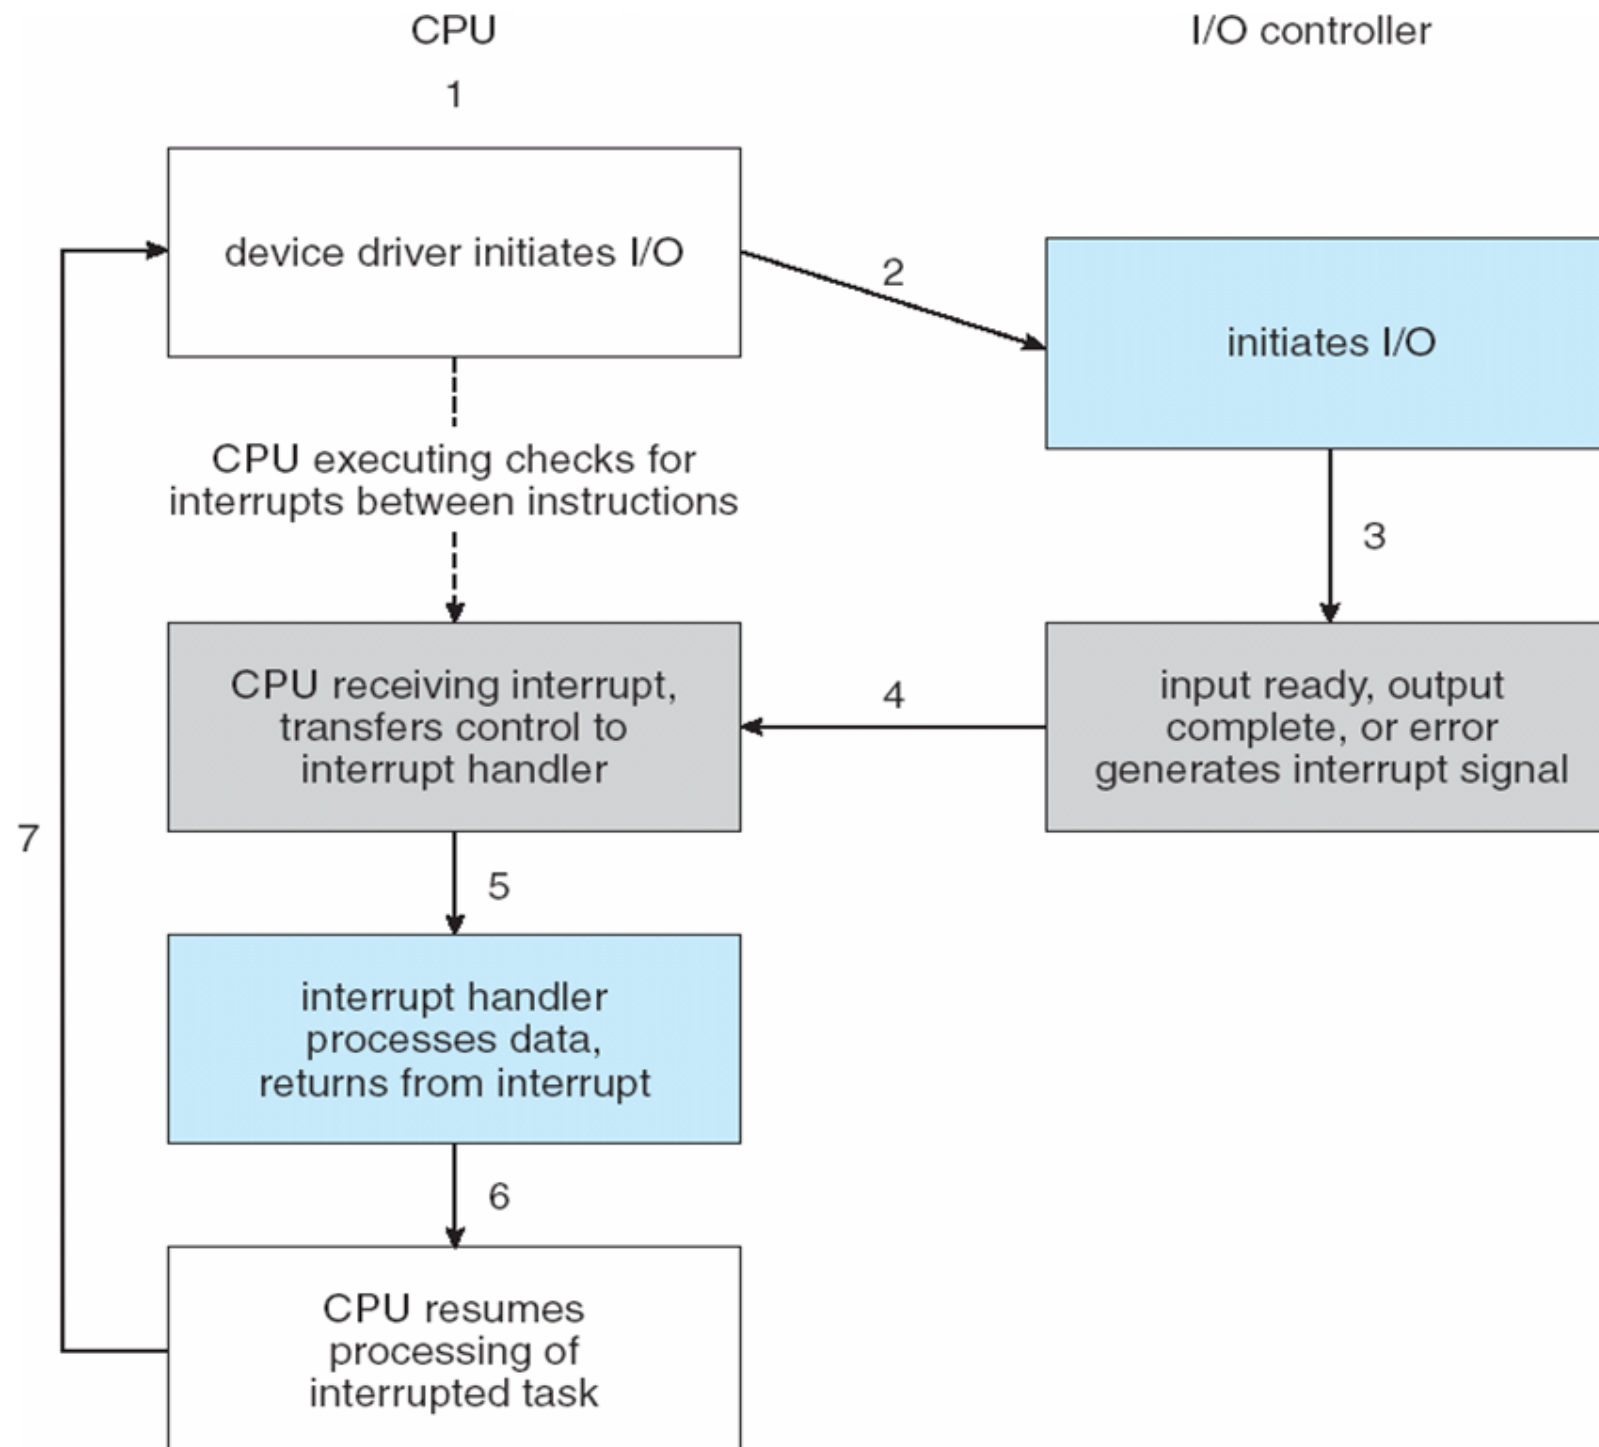 CPU
I/O controller
1
device driver initiates I/O
2
initiates I/O
CPU executing checks for
interrupts between instructions
3
CPU receiving interrupt,
transfers control to
interrupt handler
4
input ready, output
complete, or error
generates interrupt signal
7
5
interrupt handler
processes data,
returns from interrupt
6
CPU resumes
processing of
interrupted task